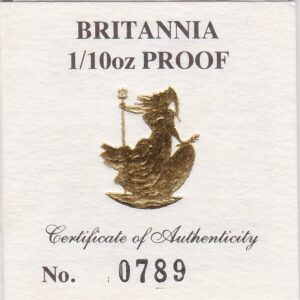 BRITANNIA
1/10oz PROOF
Certificate of Authenticity
No. 0789